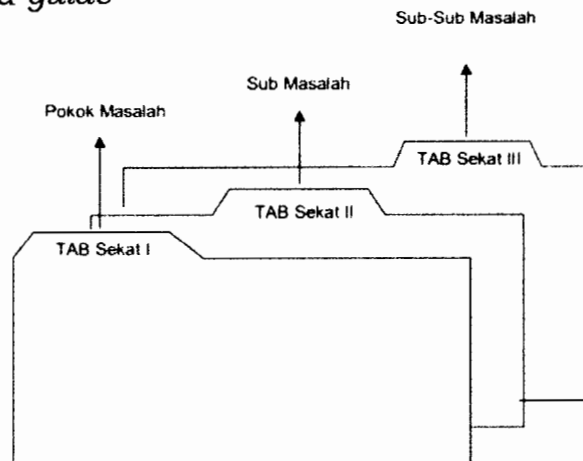 Sub-Sub Masalah
Sub Masalah
Pokok Masalah
TAB Sekat III
TAB Sekat II
TAB Sekat I